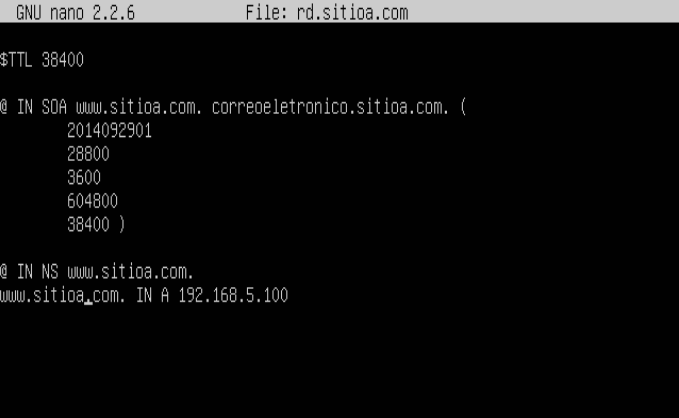 GNU nano 2.2.6 File: rd.sitioa.com
$TTL 38400
@ IN SOA www.sitioa.com. correoeletronico.sitioa.com. (
2014092901
28800
3600
604800
38400 )
@ IN NS www.sitioa.com.
www.sitioa.com. IN A 192.168.5.100